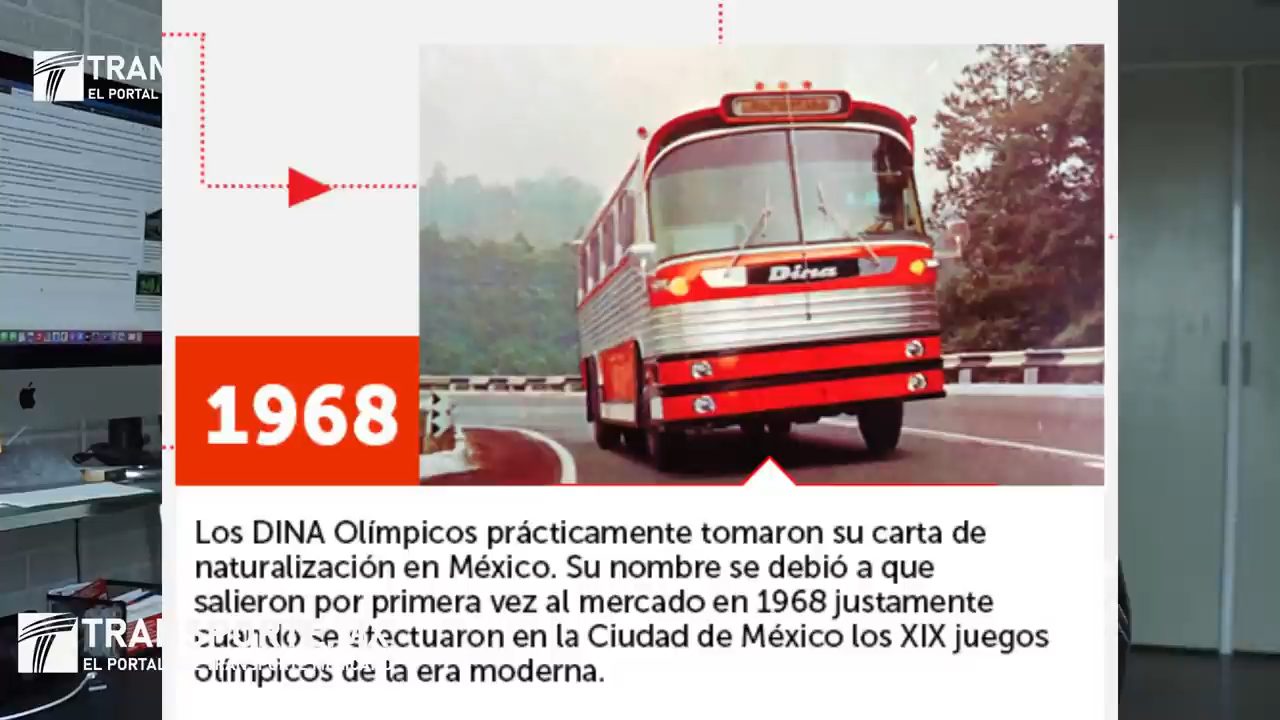 TRAN
EL PORTAL
Dina
1968
Los DINA Olímpicos prácticamente tomaron su carta de
naturalización en México. Su nombre se debió a que
salieron por primera vez al mercado en 1968 justamente
cuando se efectuaron en la Ciudad de México los XIX juegos
olímpicos de la era moderna.
TRAN
EL PORTAL